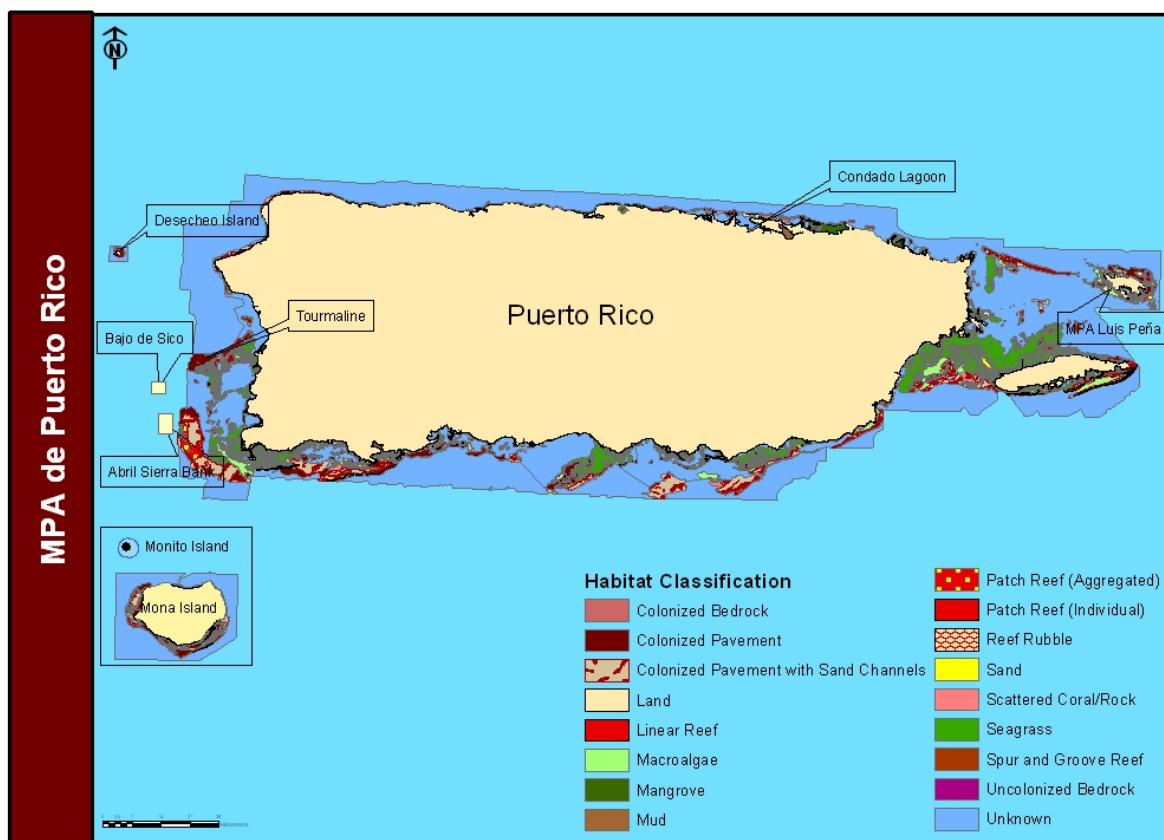 MPA de Puerto Rico
N
Condado Lagoon
Desecheo Island
Tourmaline
Puerto Rico
Bajo de Sico
MPA Luis Peña
Abril Sierra Bank
Monito Island
Mona Island
Habitat Classification
Colonized Bedrock
Colonized Pavement
Colonized Pavement with Sand Channels
Land
Linear Reef
Macroalgae
Mangrove
Mud
Patch Reef (Aggregated)
Patch Reef (Individual)
Reef Rubble
Sand
Scattered Coral/Rock
Seagrass
Spur and Groove Reef
Uncolonized Bedrock
Unknown